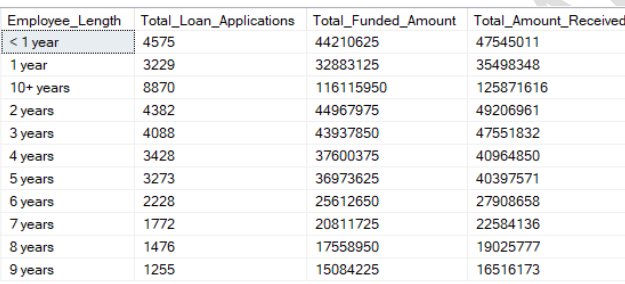 Employee_Length Total_Loan_Applications Total_Funded_Amount Total_Amount_Received
< 1 year 4575 44210625 47545011
1 year 3229 32883125 35498348
10+ years 8870 116115950 125871616
2 years 4382 44967975 49206961
3 years 4088 43937850 47551832
4 years 3428 37600375 40964850
5 years 3273 36973625 40397571
6 years 2228 25612650 27908658
7 years 1772 20811725 22584136
8 years 1476 17558950 19025777
9 years 1255 15084225 16516173